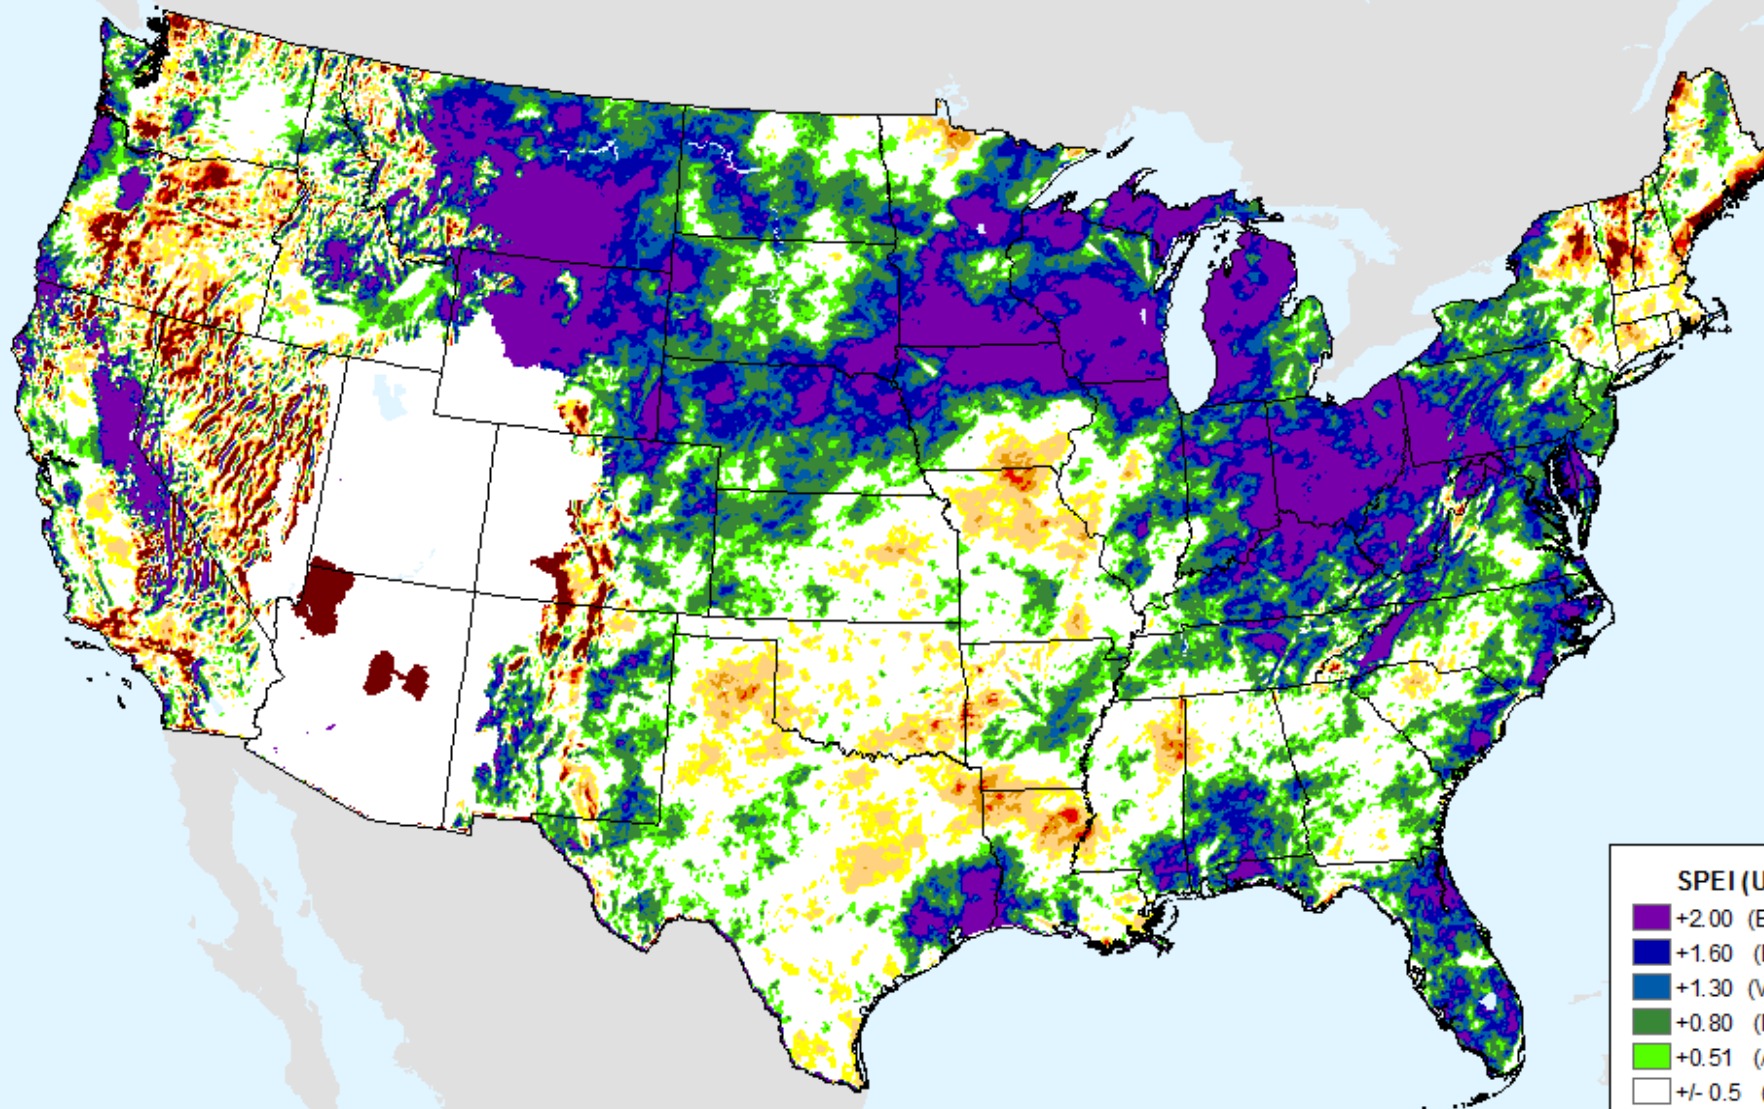 SPEI (U
+2.00 (E
+1.60 (
+1.30 (V
+0.80 (
+0.51 (
+/- 0.5 (